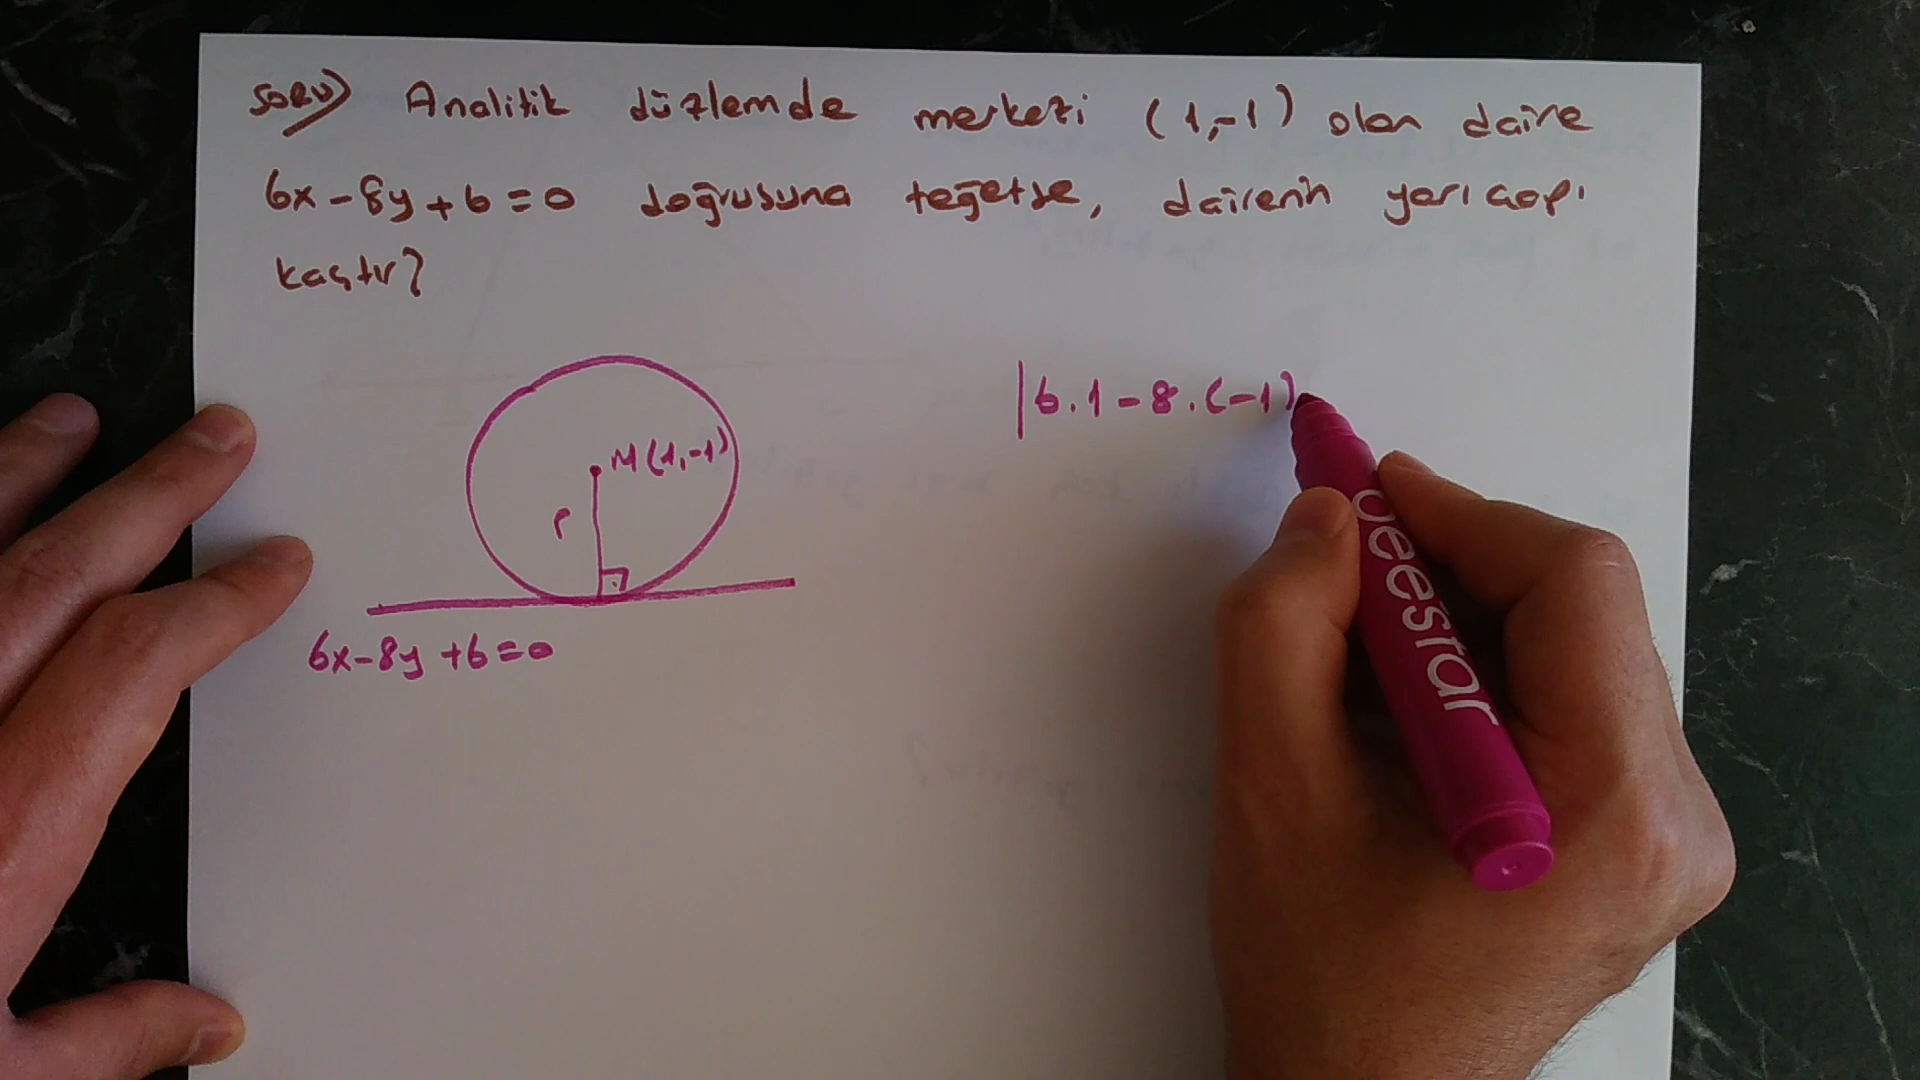 SORU) Analitik düzlemde merkezi (1,-1) olan daire
6x-8y+6=0 doğrusuna teğetse, dairenin yarıçapı
kaçtır?
|6.1-8.(-1)
M(1,-1)
r
6x-8y+6=0
deestar